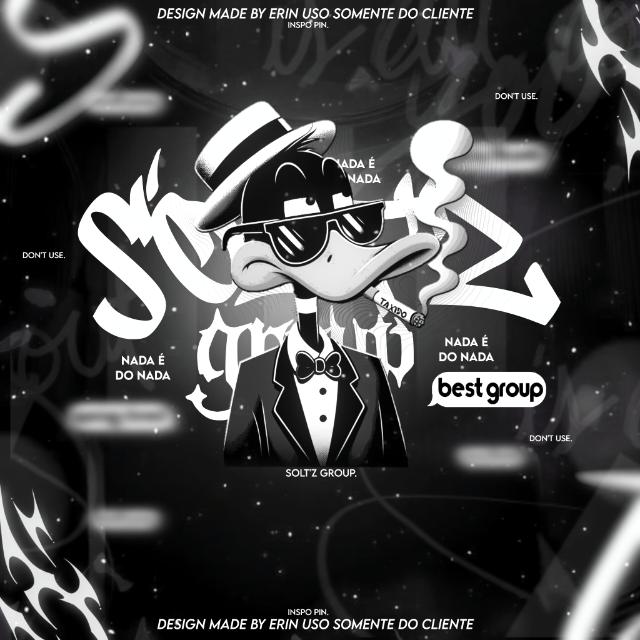 DESIGN MADE BY ERIN USO SOMENTE DO CLIENTE
INSPO PIN.
DON'T USE.
NADA É
NADA
DON'T USE.
group
TAXIDO
NADA É
DO NADA
NADA É
DO NADA
best group
DON'T USE.
SOLT'Z GROUP.
INSPO PIN.
DESIGN MADE BY ERIN USO SOMENTE DO CLIENTE